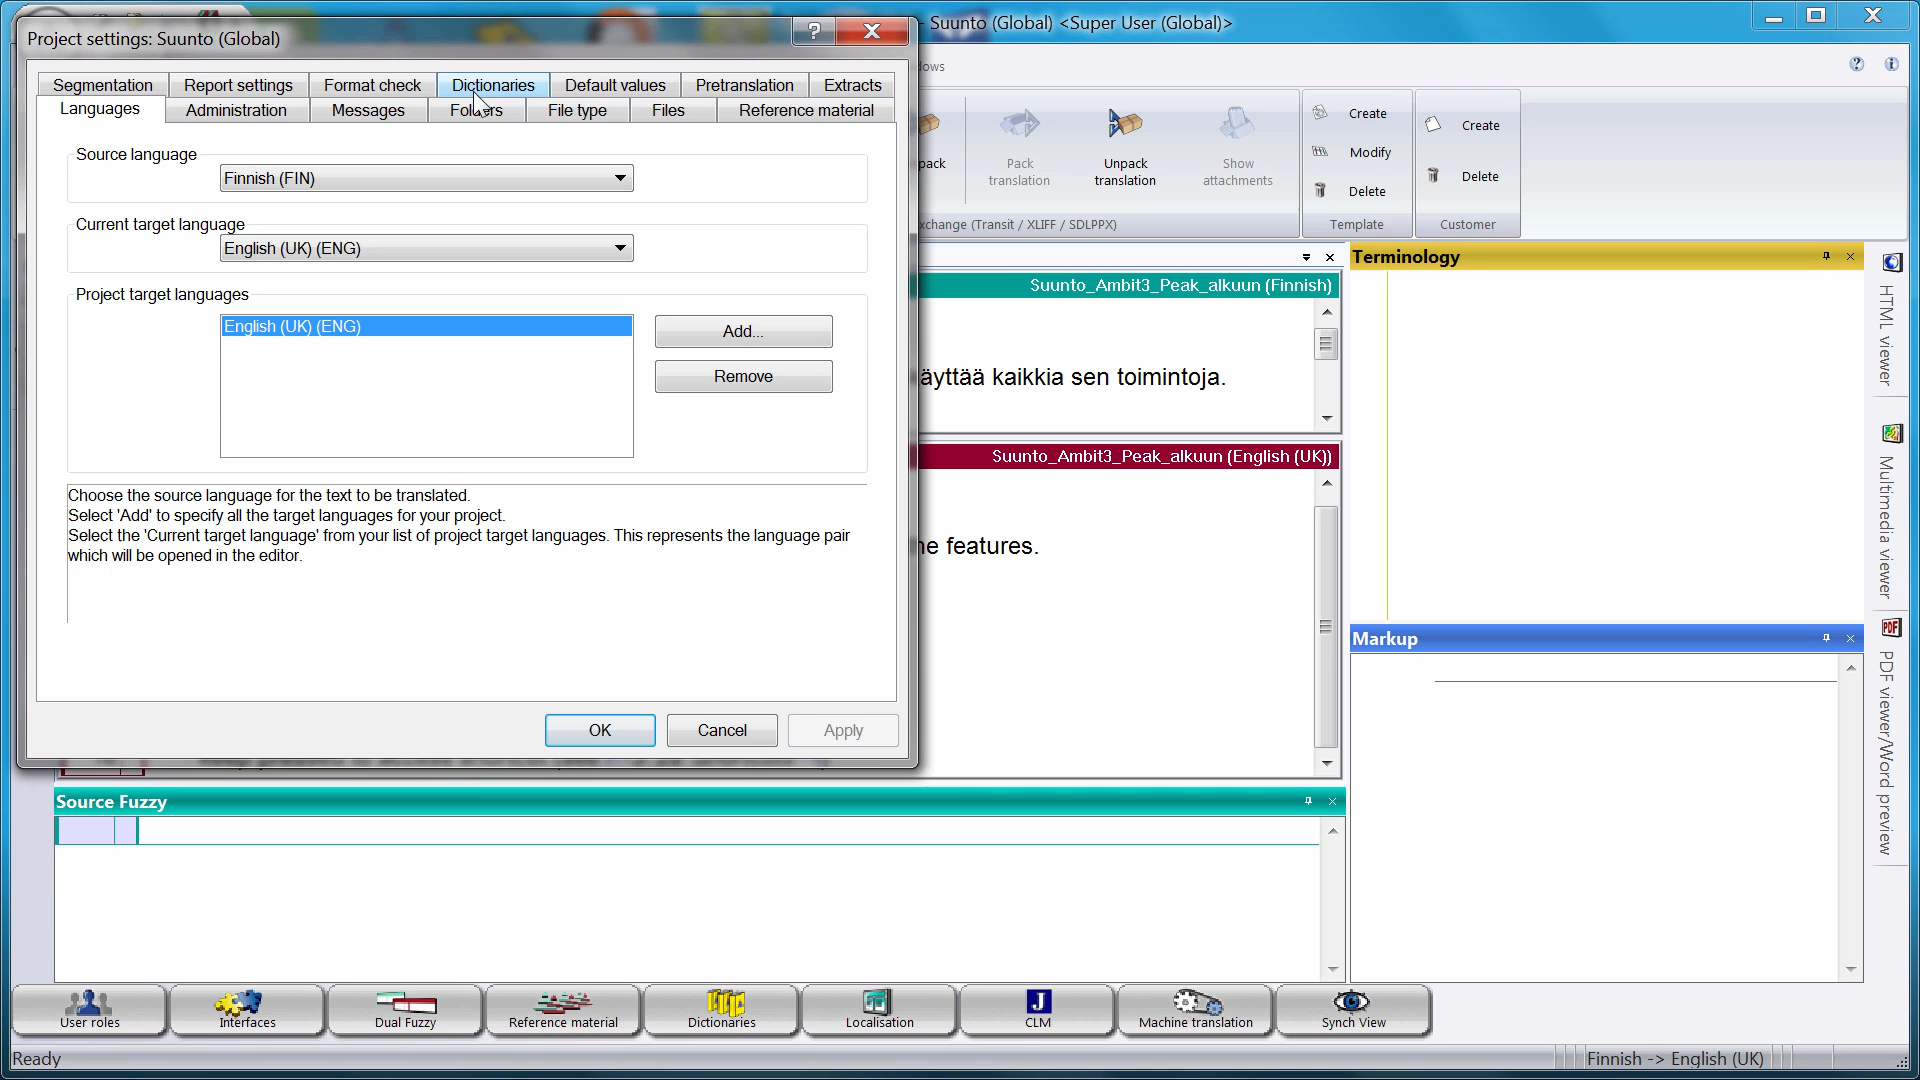 Project settings: Suunto (Global)
?
- Suunto (Global) <Super User (Global)>
Segmentation
Report settings
Format check
Dictionaries
Default values
Pretranslation
Extracts
Languages
Administration
Messages
Folders
File type
Files
Reference material
Source language
Finnish (FIN)
Current target language
English (UK) (ENG)
Project target languages
English (UK) (ENG)
Add...
Remove
Choose the source language for the text to be translated.
Select 'Add' to specify all the target languages for your project.
Select the 'Current target language' from your list of project target languages. This represents the language pair
which will be opened in the editor.
OK
Cancel
Apply
dows
pack
Pack
translation
Unpack
translation
Show
attachments
xchange (Transit / XLIFF / SDLPPX)
Create
Modify
Delete
Template
Create
Delete
Customer
Suunto_Ambit3_Peak_alkuun (Finnish)
äyttää kaikkia sen toimintoja.
Suunto_Ambit3_Peak_alkuun (English (UK))
he features.
Terminology
Markup
HTML viewer
Multimedia viewer
PDF
PDF viewer/Word preview
Source Fuzzy
User roles
Interfaces
Dual Fuzzy
Reference material
Dictionaries
Localisation
J
CLM
Machine translation
Synch View
Ready
Finnish -> English (UK)